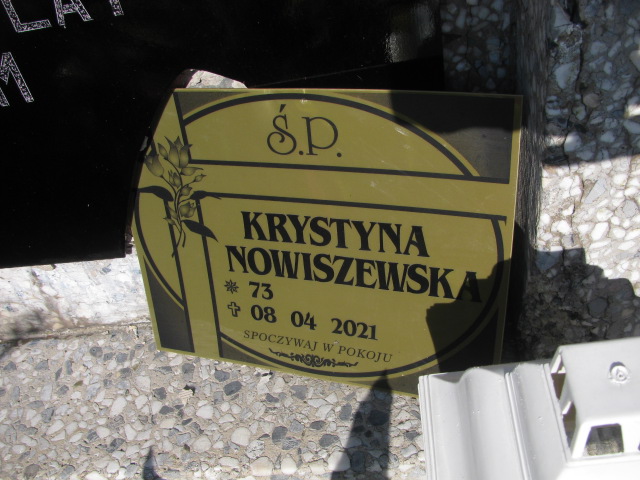 Ś.P.
KRYSTYNA
NOWISZEWSKA
✵ 73
✝ 08 04 2021
SPOCZYWAJ W POKOJU